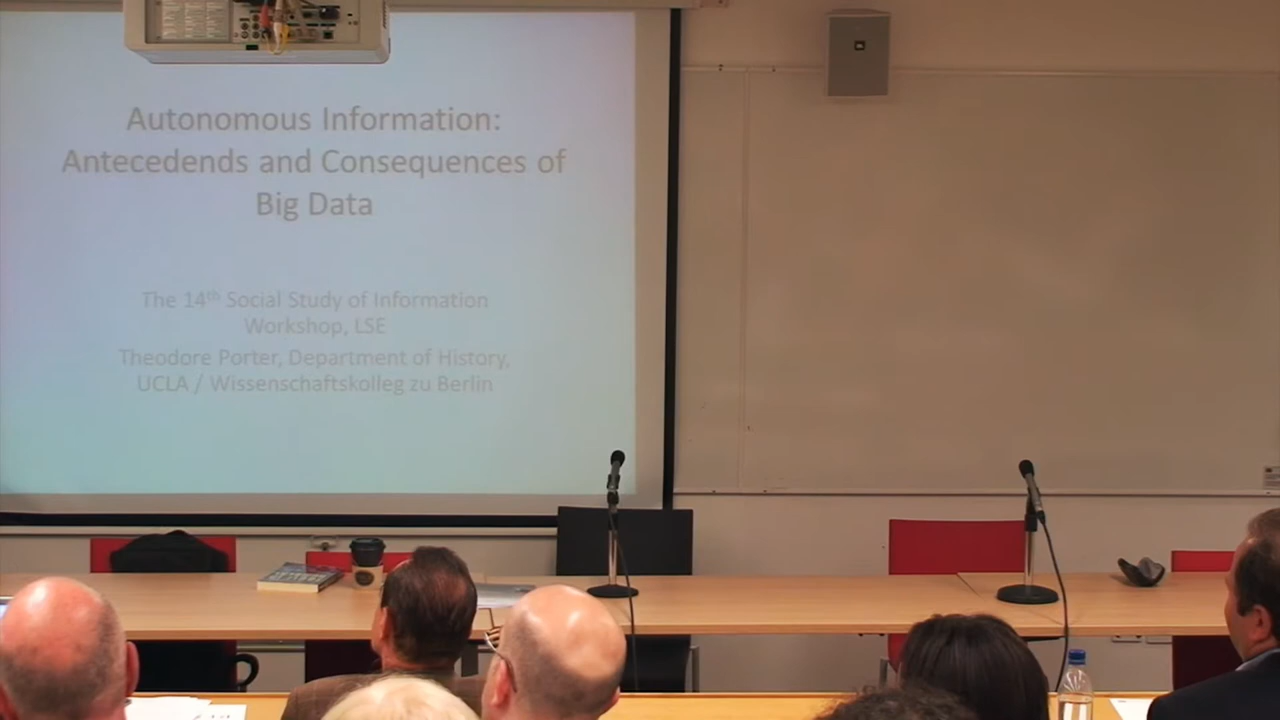 Autonomous Information:
Antecedends and Consequences of
Big Data
The 14th Social Study of Information
Workshop, LSE
Theodore Porter, Department of History,
UCLA / Wissenschaftskolleg zu Berlin